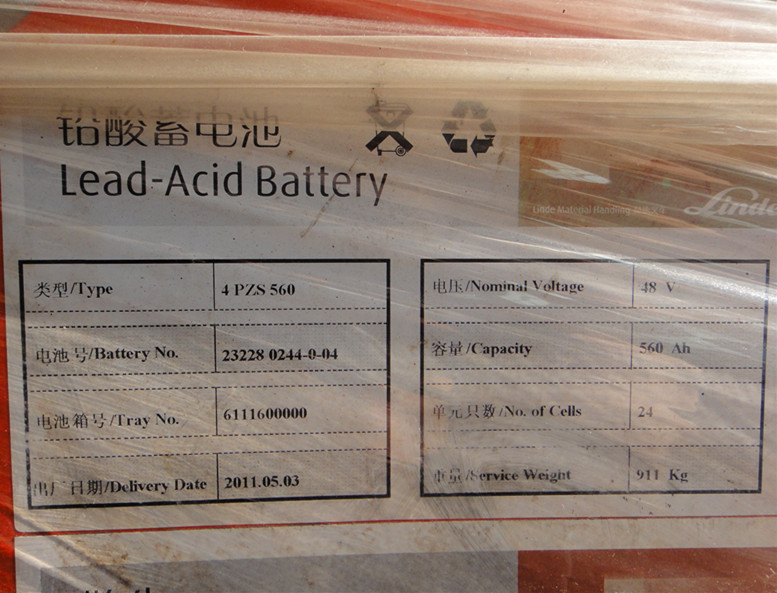 铅酸蓄电池
Lead-Acid Battery
Linde Material Handling
Linde
类型/Type 4 PZS 560
电池号/Battery No. 23228 0244-0-04
电池箱号/Tray No. 6111600000
出厂日期/Delivery Date 2011.05.03
电压/Nominal Voltage 48 V
容量/Capacity 560 Ah
单元只数/No. of Cells 24
重量/Service Weight 911 Kg